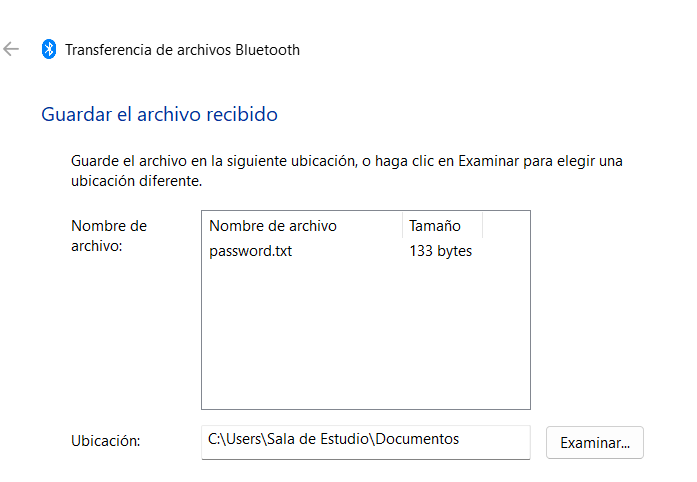 Transferencia de archivos Bluetooth
Guardar el archivo recibido
Guarde el archivo en la siguiente ubicación, o haga clic en Examinar para elegir una
ubicación diferente.
Nombre de
archivo:
Nombre de archivo Tamaño
password.txt 133 bytes
Ubicación:
C:\Users\Sala de Estudio\Documentos
Examinar...